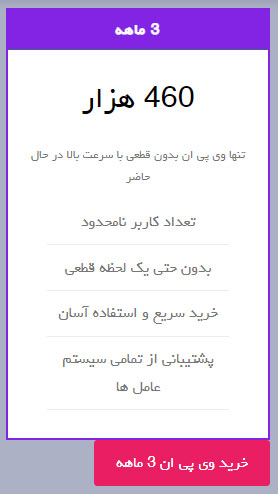 3 ماهه
460 هزار
تنها وی پی ان بدون قطعی با سرعت بالا در حال
حاضر
تعداد کاربر نامحدود
بدون حتی یک لحظه قطعی
خرید سریع و استفاده آسان
پشتیبانی از تمامی سیستم
عامل ها
خرید وی پی ان 3 ماهه